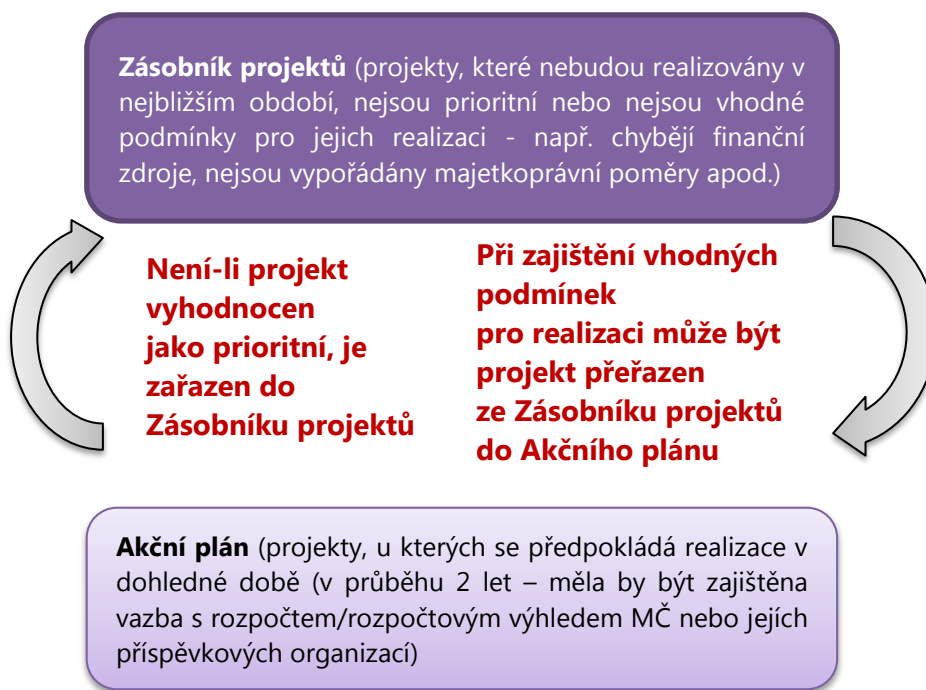 Zásobník projektů (projekty, které nebudou realizovány v
nejbližším období, nejsou prioritní nebo nejsou vhodné
podmínky pro jejich realizaci - např. chybějí finanční
zdroje, nejsou vypořádány majetkoprávní poměry apod.)
Není-li projekt
vyhodnocen
jako prioritní, je
zařazen do
Zásobníku projektů
Při zajištění vhodných
podmínek
pro realizaci může být
projekt přeřazen
ze Zásobníku projektů
do Akčního plánu
Akční plán (projekty, u kterých se předpokládá realizace v
dohledné době (v průběhu 2 let – měla by být zajištěna
vazba s rozpočtem/rozpočtovým výhledem MČ nebo jejích
příspěvkových organizací)